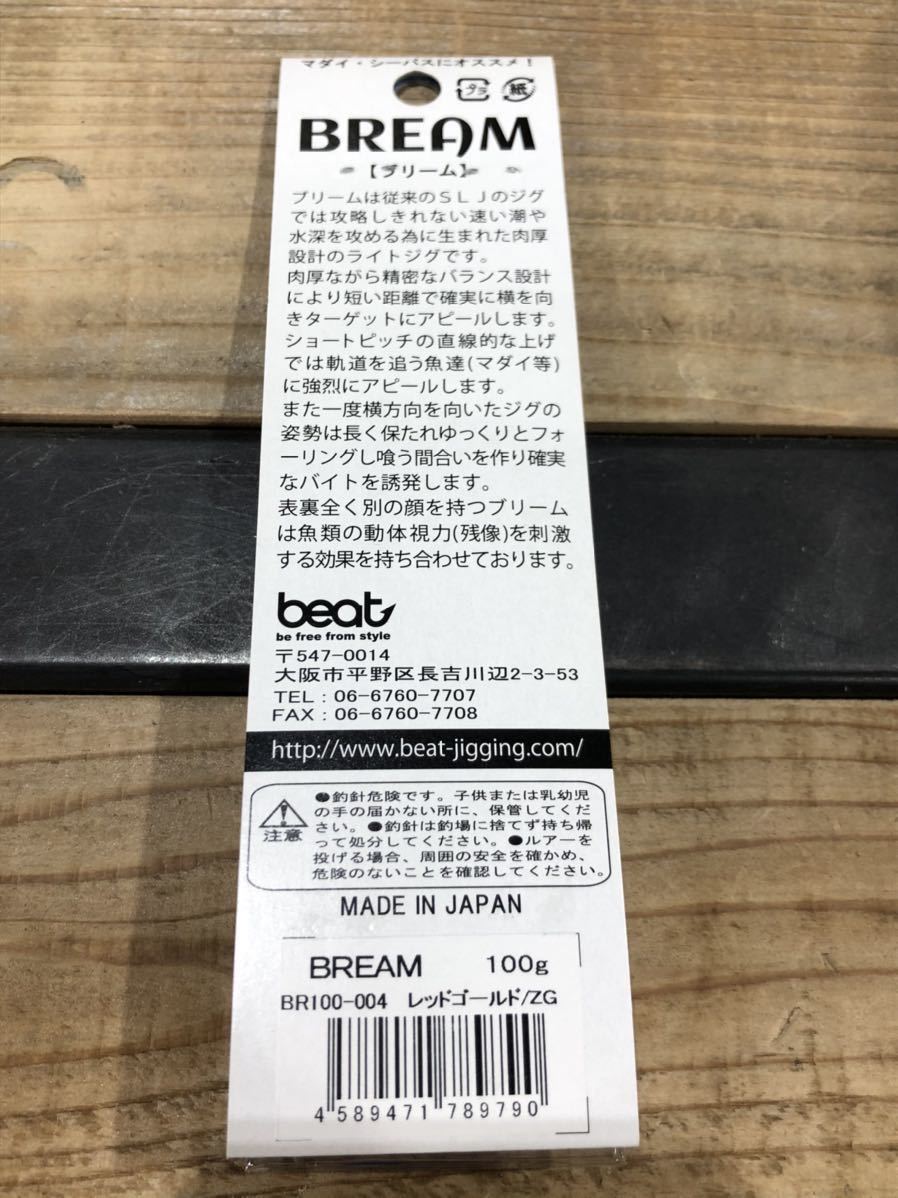 マダイ・シーバスにオススメ！
プラ
紙
BREAM
【ブリーム】
ブリームは従来のＳＬＪのジグ
では攻略しきれない速い潮や
水深を攻める為に生まれた肉厚
設計のライトジグです。
肉厚ながら精密なバランス設計
により短い距離で確実に横を向
きターゲットにアピールします。
ショートピッチの直線的な上げ
では軌道を追う魚達(マダイ等)
に強烈にアピールします。
また一度横方向を向いたジグの
姿勢は長く保たれゆっくりとフォ
ーリングし喰う間合いを作り確実
なバイトを誘発します。
表裏全く別の顔を持つブリーム
は魚類の動体視力(残像)を刺激
する効果を持ち合わせております。
beat
be free from style
〒547-0014
大阪市平野区長吉川辺2-3-53
TEL：06-6760-7707
FAX：06-6760-7708
http://www.beat-jigging.com/
注意
●釣針危険です。子供または乳幼児
の手の届かない所に、保管してくだ
さい。●釣針は釣場に捨てず持ち帰
って処分してください。●ルアーを
投げる場合、周囲の安全を確かめ、
危険のないことを確認してください。
MADE IN JAPAN
BREAM 100g
BR100-004 レッドゴールド/ZG
4 589471 789790